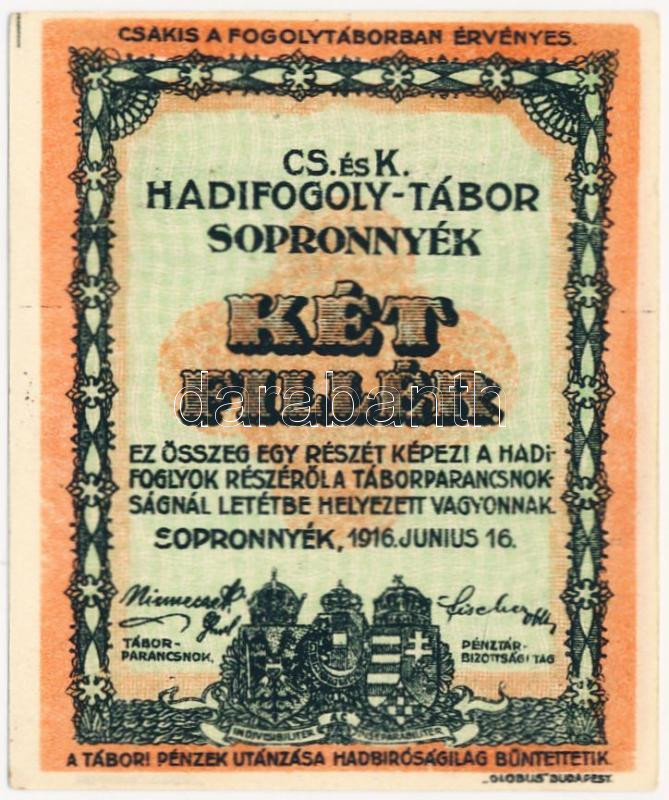 CSAKIS A FOGOLYTÁBORBAN ÉRVÉNYES.
CS. ÉS K.
HADIFOGOLY-TÁBOR
SOPRONNYÉK
KÉT
FILLÉR
darabanth
EZ ÖSSZEG EGY RÉSZÉT KÉPEZI A HADI-
FOGLYOK RÉSZÉRŐL A TÁBORPARANCSNOK-
SÁGNÁL LETÉTBE HELYEZETT VAGYONNAK.
SOPRONNYÉK, 1916. JUNIUS 16.
TÁBOR-
PARANCSNOK,
PÉNZTÁR-
BIZOTTSÁGI TAG
INDIVISIBILITER AC INSEPARABILITER
A TÁBORI PÉNZEK UTÁNZÁSA HADBIRÓSÁGILAG BÜNTETTETIK
„GLOBUS" BUDAPEST.